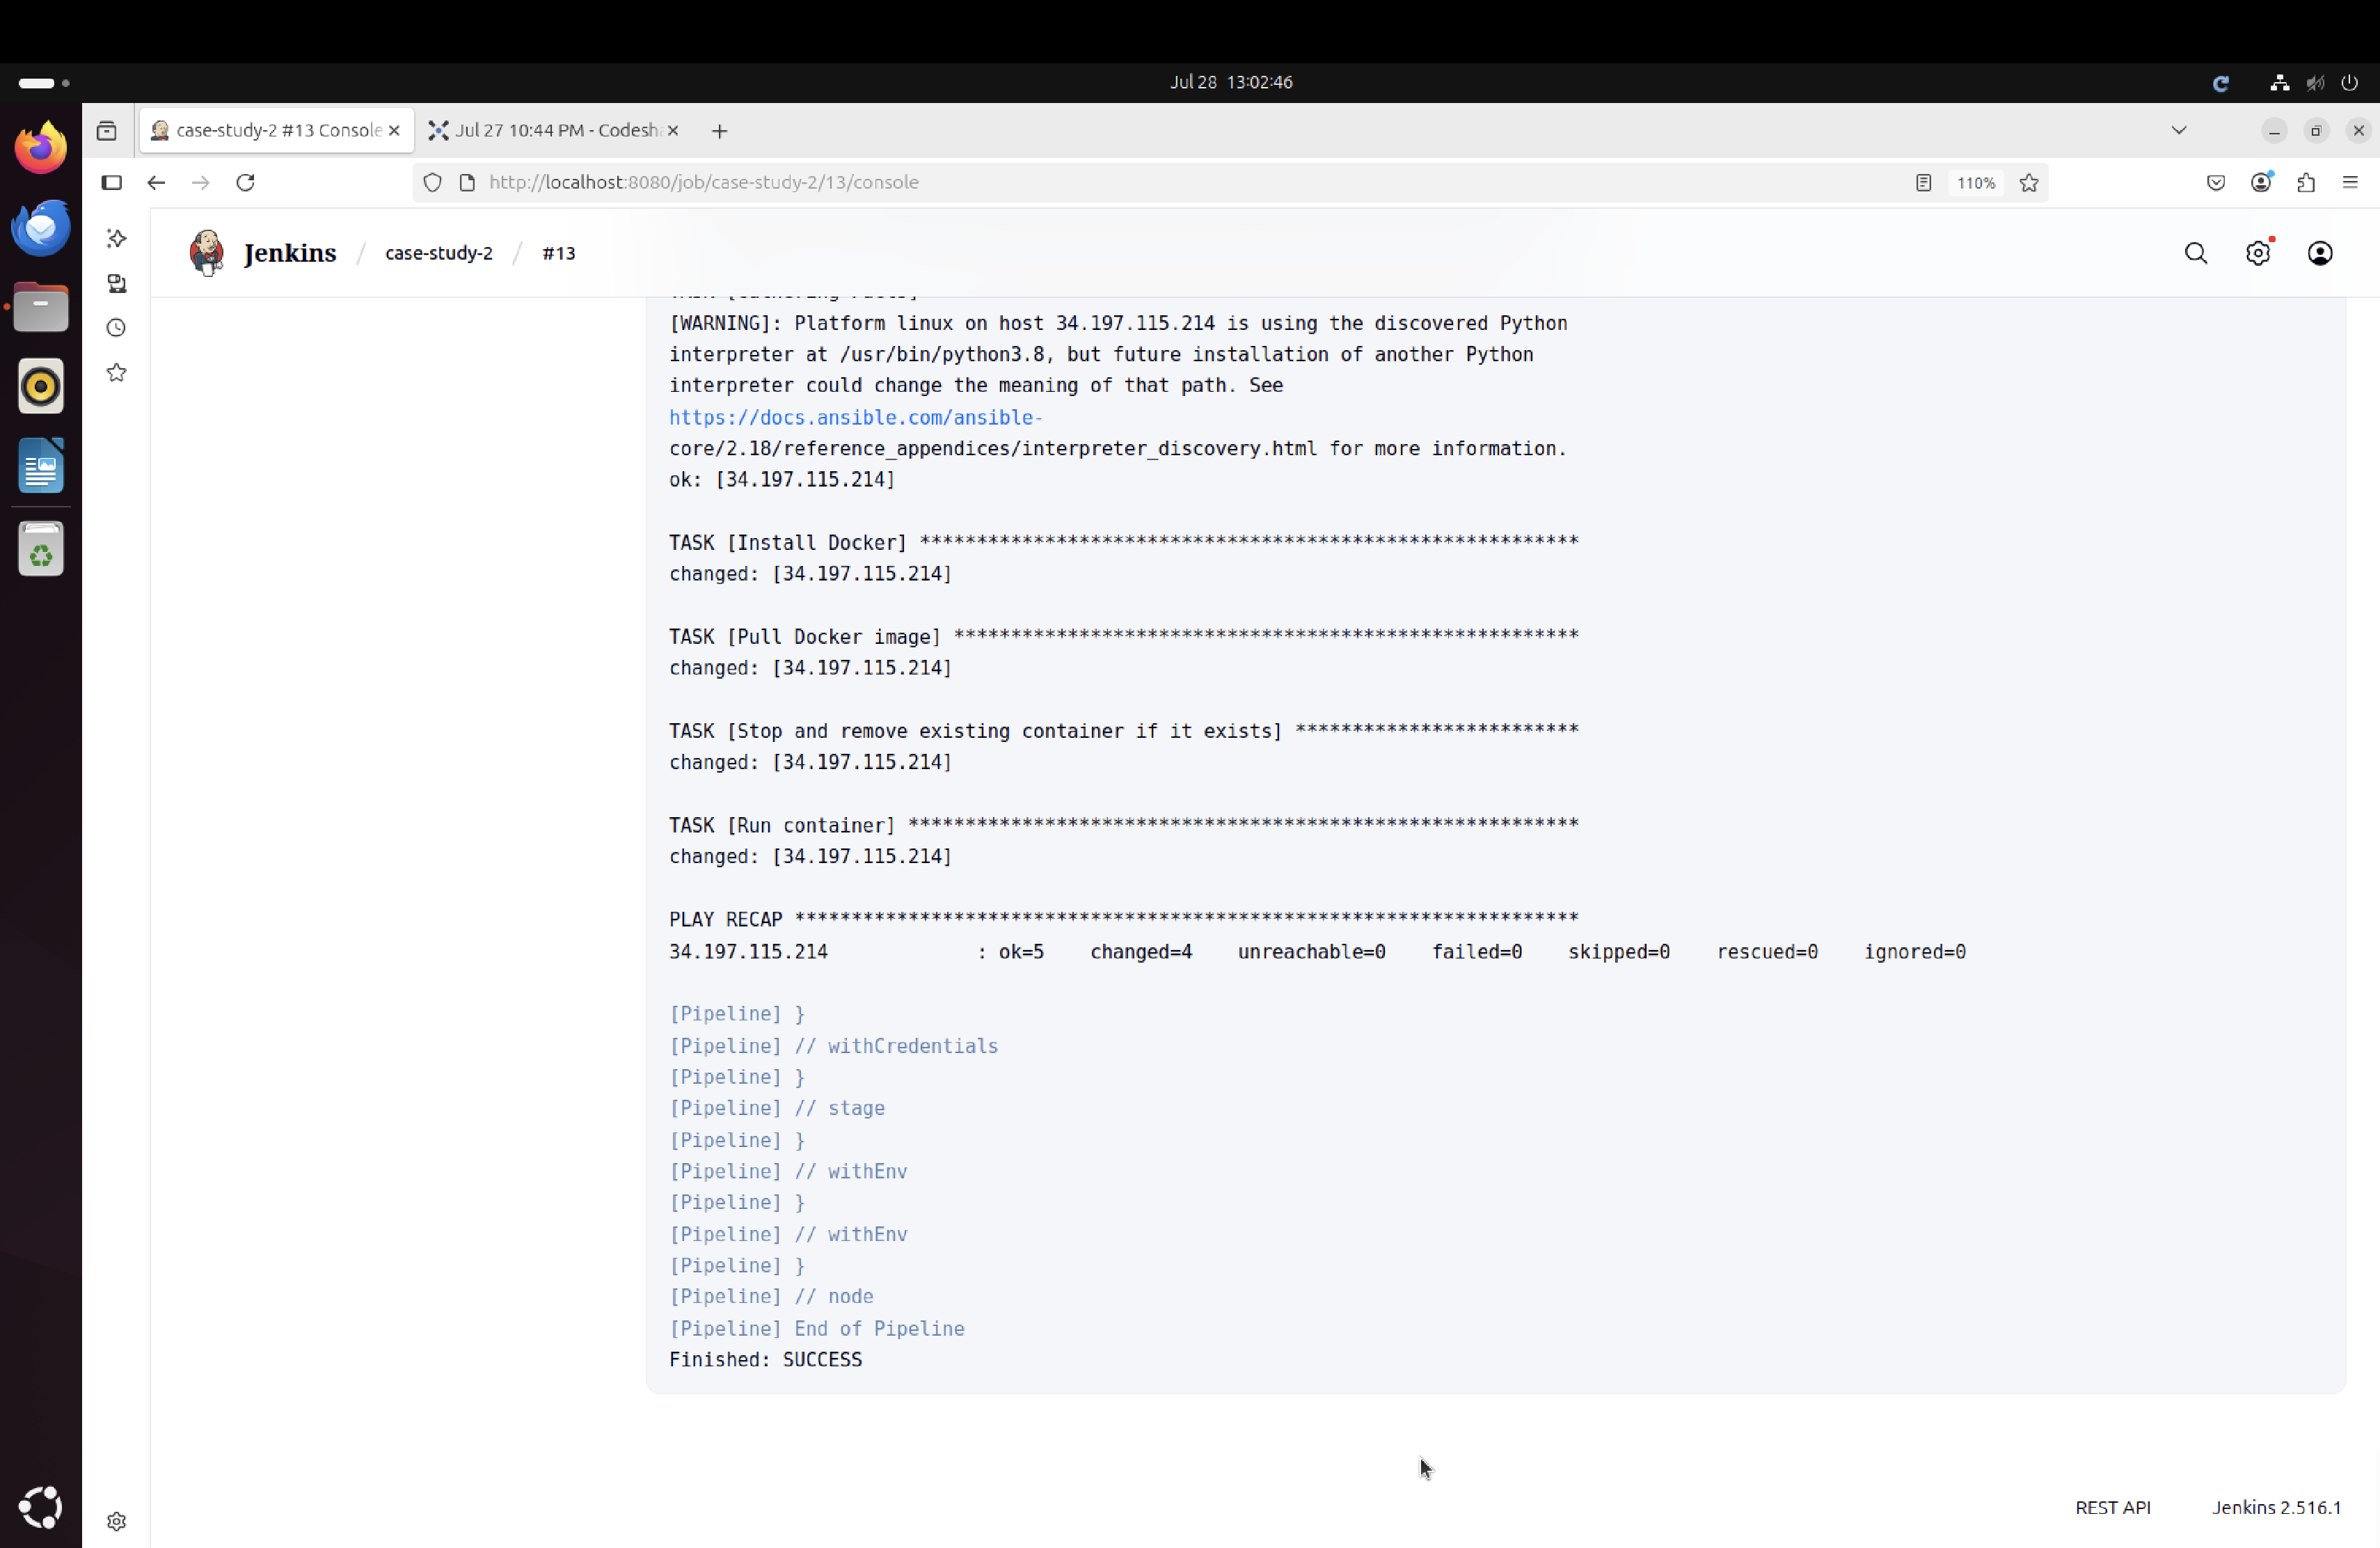 Jul 28 13:02:46
case-study-2 #13 Console
Jul 27 10:44 PM - Codesha
http://localhost:8080/job/case-study-2/13/console
110%
Jenkins / case-study-2 / #13
[WARNING]: Platform linux on host 34.197.115.214 is using the discovered Python
interpreter at /usr/bin/python3.8, but future installation of another Python
interpreter could change the meaning of that path. See
https://docs.ansible.com/ansible-
core/2.18/reference_appendices/interpreter_discovery.html for more information.
ok: [34.197.115.214]
TASK [Install Docker] **********************************************************
changed: [34.197.115.214]
TASK [Pull Docker image] *******************************************************
changed: [34.197.115.214]
TASK [Stop and remove existing container if it exists] *************************
changed: [34.197.115.214]
TASK [Run container] ***********************************************************
changed: [34.197.115.214]
PLAY RECAP *********************************************************************
34.197.115.214 : ok=5 changed=4 unreachable=0 failed=0 skipped=0 rescued=0 ignored=0
[Pipeline] }
[Pipeline] // withCredentials
[Pipeline] }
[Pipeline] // stage
[Pipeline] }
[Pipeline] // withEnv
[Pipeline] }
[Pipeline] // withEnv
[Pipeline] }
[Pipeline] // node
[Pipeline] End of Pipeline
Finished: SUCCESS
REST API Jenkins 2.516.1